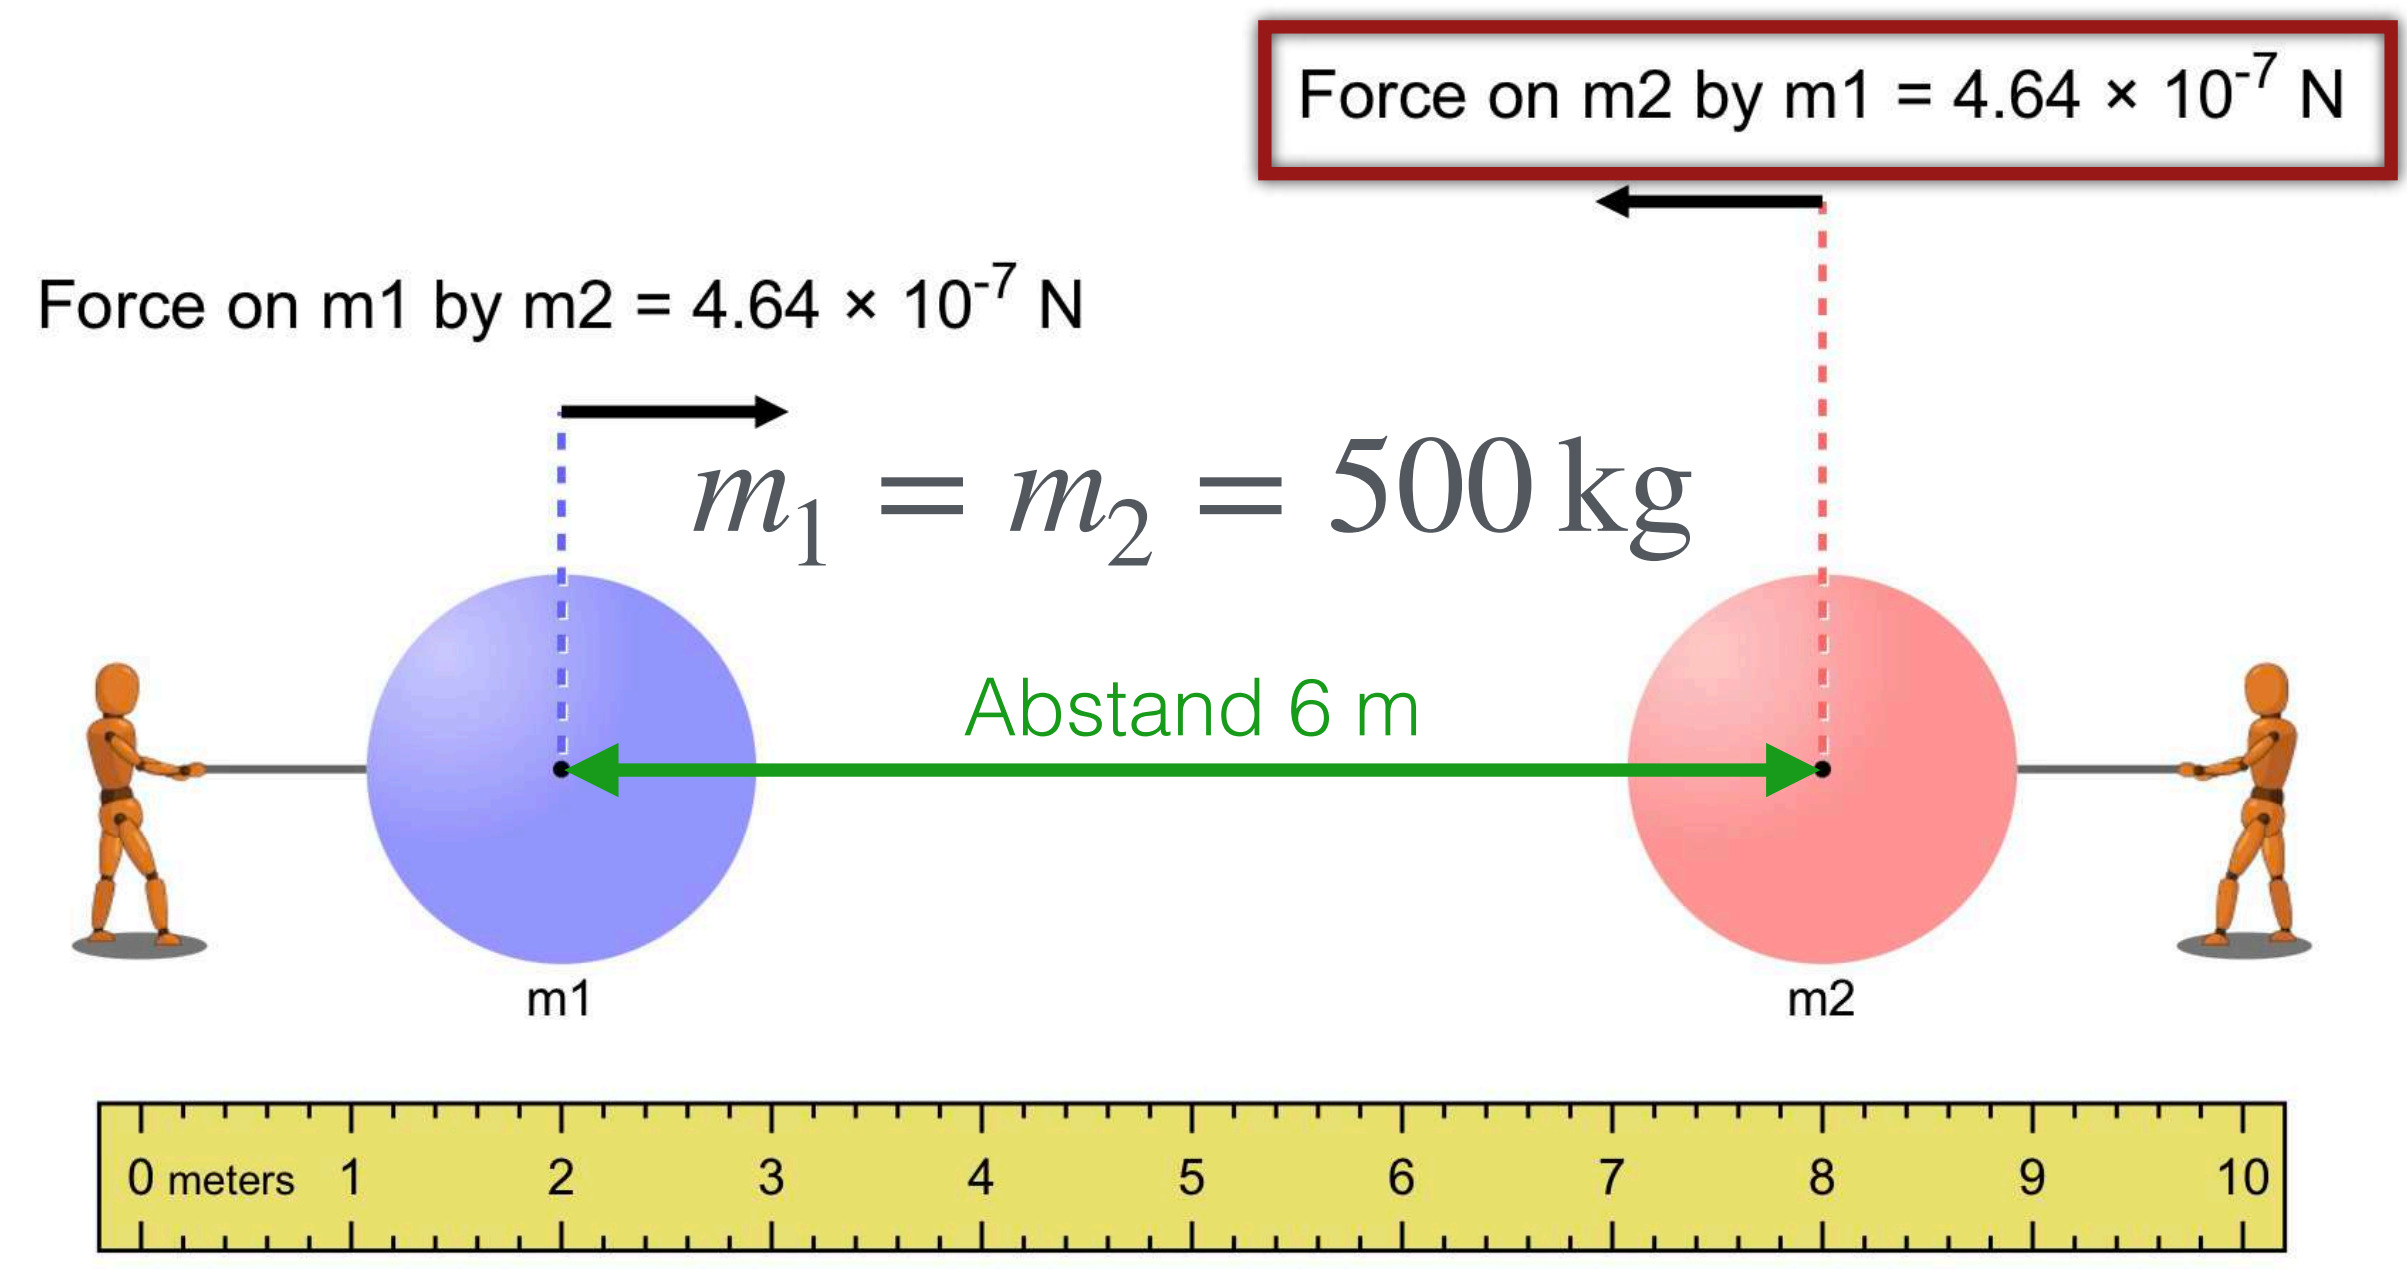 Force on m2 by m1 = 4.64 × 10⁻⁷ N
Force on m1 by m2 = 4.64 × 10⁻⁷ N
m₁ = m₂ = 500 kg
Abstand 6 m
m1 m2
0 meters 1 2 3 4 5 6 7 8 9 10